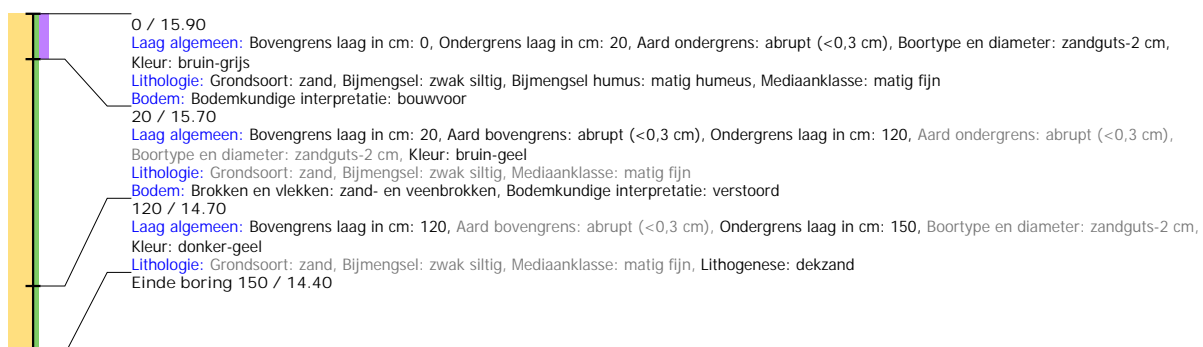 0 / 15.90
Laag algemeen: Bovengrens laag in cm: 0, Ondergrens laag in cm: 20, Aard ondergrens: abrupt (<0,3 cm), Boortype en diameter: zandguts-2 cm,
Kleur: bruin-grijs
Lithologie: Grondsoort: zand, Bijmengsel: zwak siltig, Bijmengsel humus: matig humeus, Mediaanklasse: matig fijn
Bodem: Bodemkundige interpretatie: bouwvoor
20 / 15.70
Laag algemeen: Bovengrens laag in cm: 20, Aard bovengrens: abrupt (<0,3 cm), Ondergrens laag in cm: 120, Aard ondergrens: abrupt (<0,3 cm),
Boortype en diameter: zandguts-2 cm, Kleur: bruin-geel
Lithologie: Grondsoort: zand, Bijmengsel: zwak siltig, Mediaanklasse: matig fijn
Bodem: Brokken en vlekken: zand- en veenbrokken, Bodemkundige interpretatie: verstoord
120 / 14.70
Laag algemeen: Bovengrens laag in cm: 120, Aard bovengrens: abrupt (<0,3 cm), Ondergrens laag in cm: 150, Boortype en diameter: zandguts-2 cm,
Kleur: donker-geel
Lithologie: Grondsoort: zand, Bijmengsel: zwak siltig, Mediaanklasse: matig fijn, Lithogenese: dekzand
Einde boring 150 / 14.40